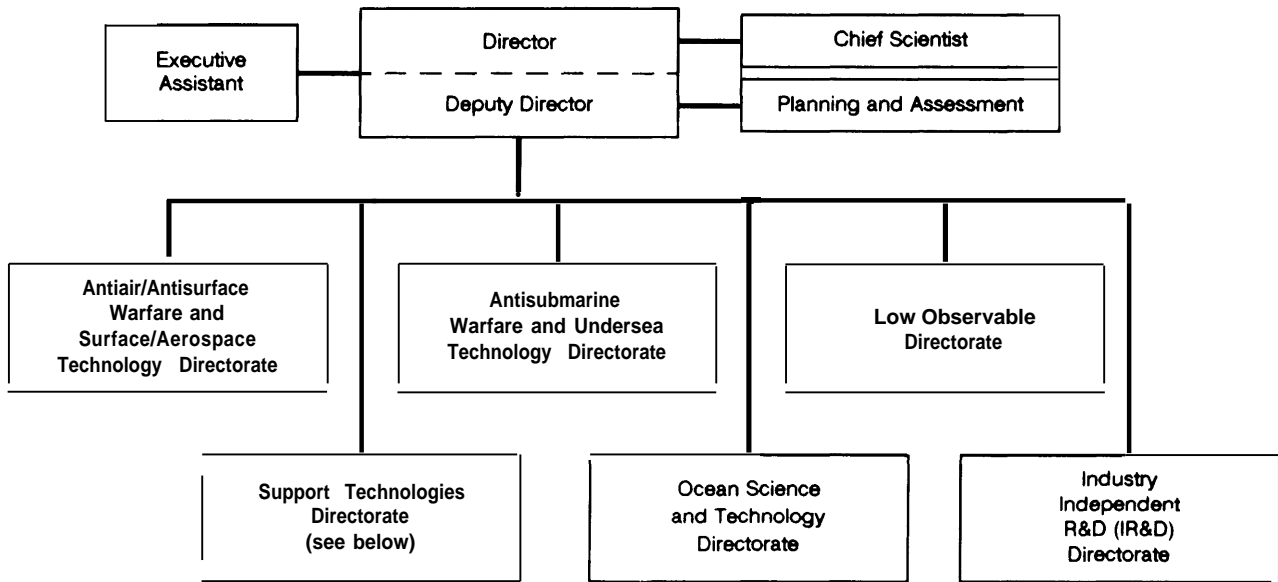 Executive
Assistant
Director
Deputy Director
Chief Scientist
Planning and Assessment
Antiair/Antisurface
Warfare and
Surface/Aerospace
Technology Directorate
Antisubmarine
Warfare and Undersea
Technology Directorate
Low Observable
Directorate
Support Technologies
Directorate
(see below)
Ocean Science
and Technology
Directorate
Industry
Independent
R&D (IR&D)
Directorate